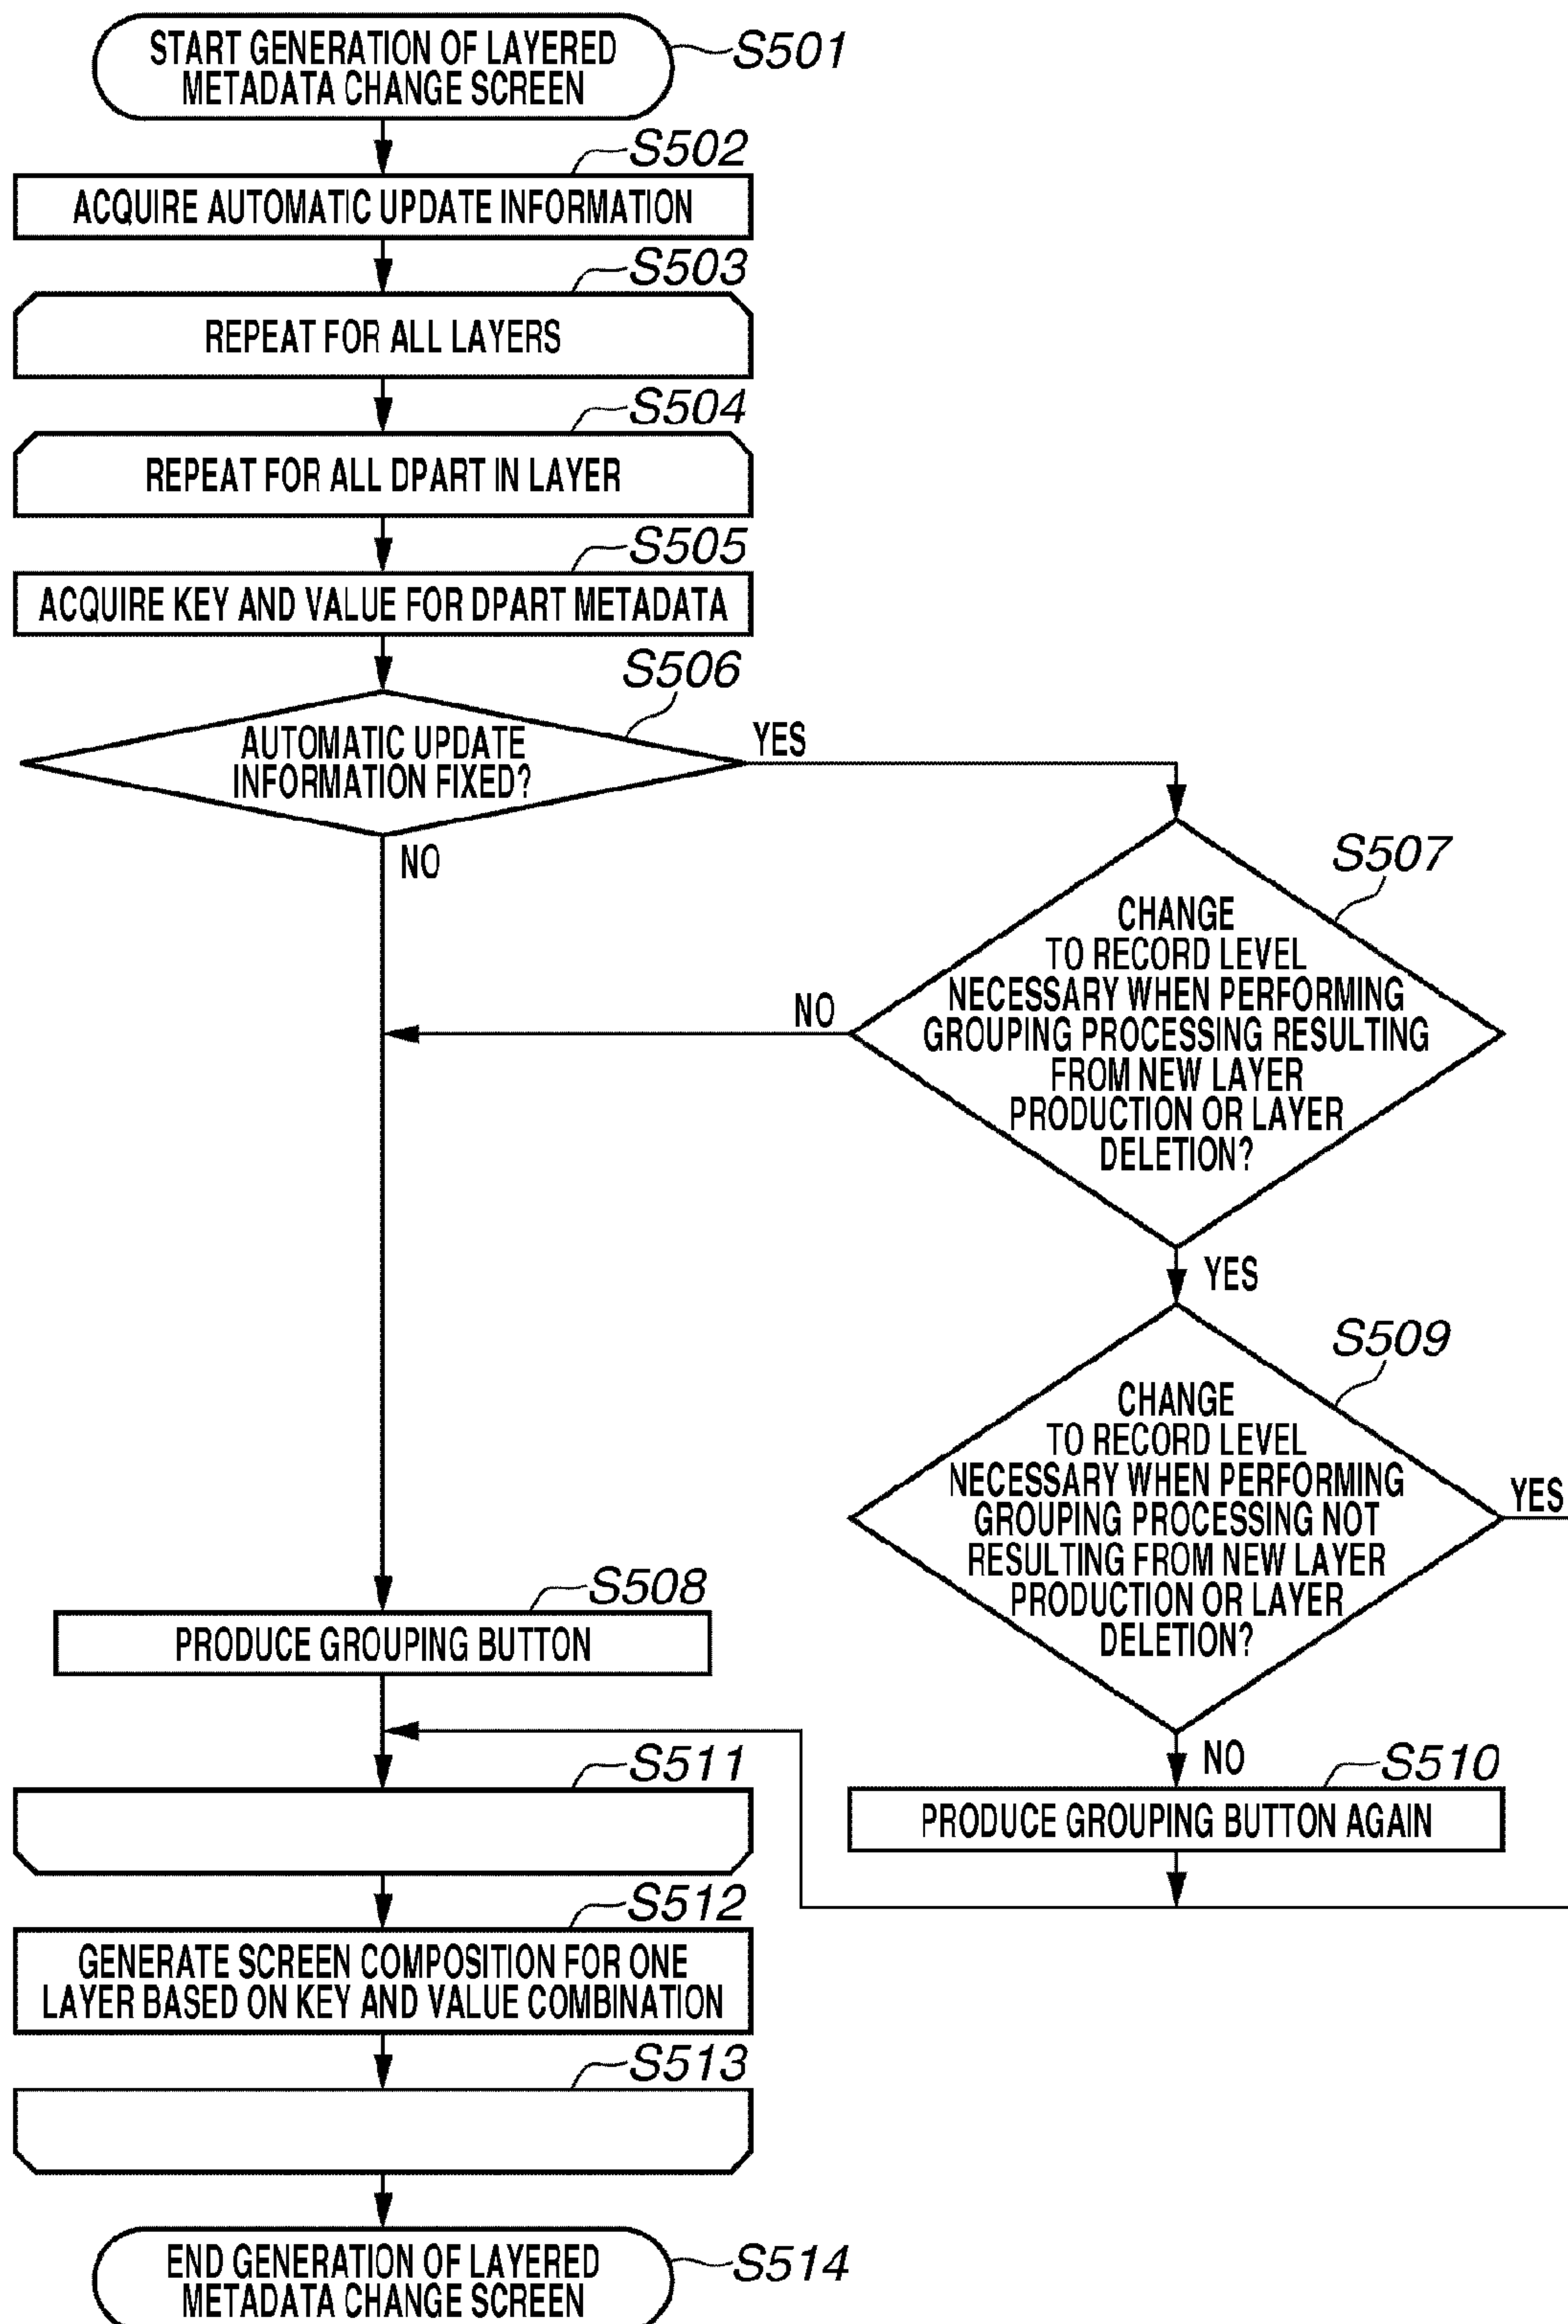 START GENERATION OF LAYERED
METADATA CHANGE SCREEN
S501
S502
ACQUIRE AUTOMATIC UPDATE INFORMATION
S503
REPEAT FOR ALL LAYERS
S504
REPEAT FOR ALL DPART IN LAYER
S505
ACQUIRE KEY AND VALUE FOR DPART METADATA
S506
AUTOMATIC UPDATE
INFORMATION FIXED?
YES
NO
S507
CHANGE
TO RECORD LEVEL
NECESSARY WHEN PERFORMING
GROUPING PROCESSING RESULTING
FROM NEW LAYER
PRODUCTION OR LAYER
DELETION?
NO
YES
S509
CHANGE
TO RECORD LEVEL
NECESSARY WHEN PERFORMING
GROUPING PROCESSING NOT
RESULTING FROM NEW LAYER
PRODUCTION OR LAYER
DELETION?
YES
NO
S508
PRODUCE GROUPING BUTTON
S510
PRODUCE GROUPING BUTTON AGAIN
S511
S512
GENERATE SCREEN COMPOSITION FOR ONE
LAYER BASED ON KEY AND VALUE COMBINATION
S513
END GENERATION OF LAYERED
METADATA CHANGE SCREEN
S514